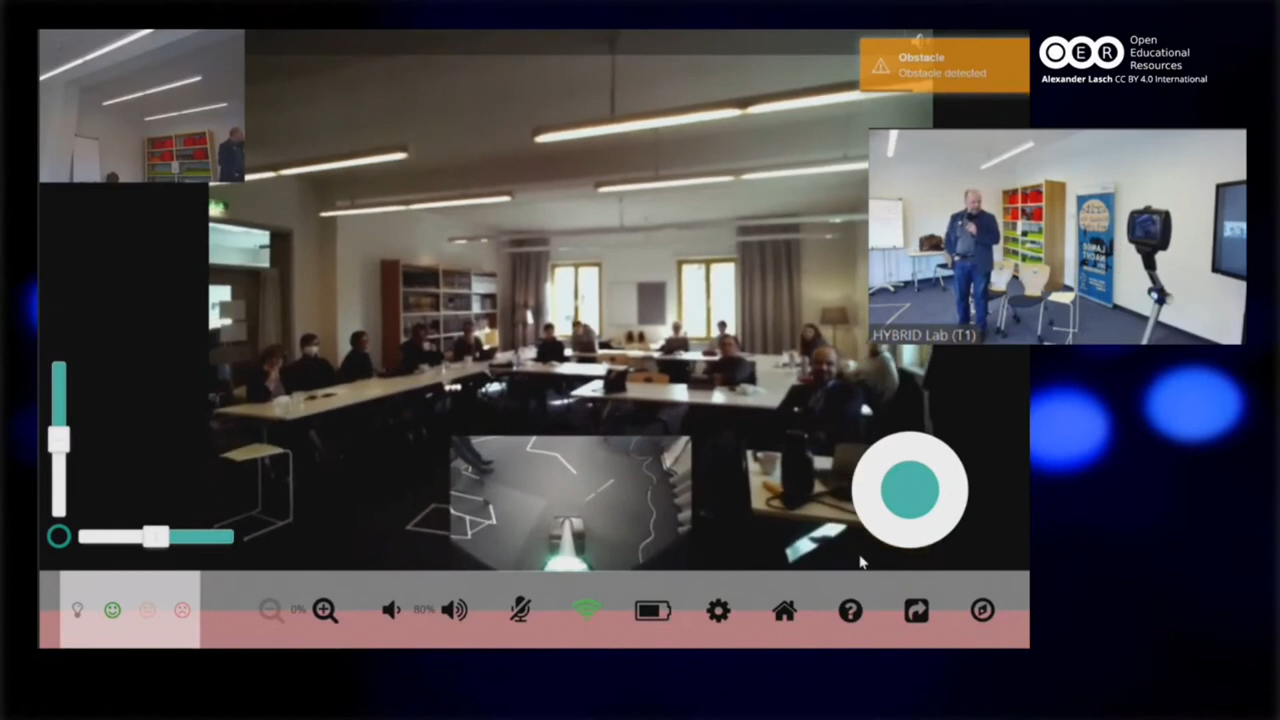 Obstacle
Obstacle detected
OER
Open
Educational
Resources
Alexander Lasch CC BY 4.0 International
HYBRID Lab (T1)
0%
80%